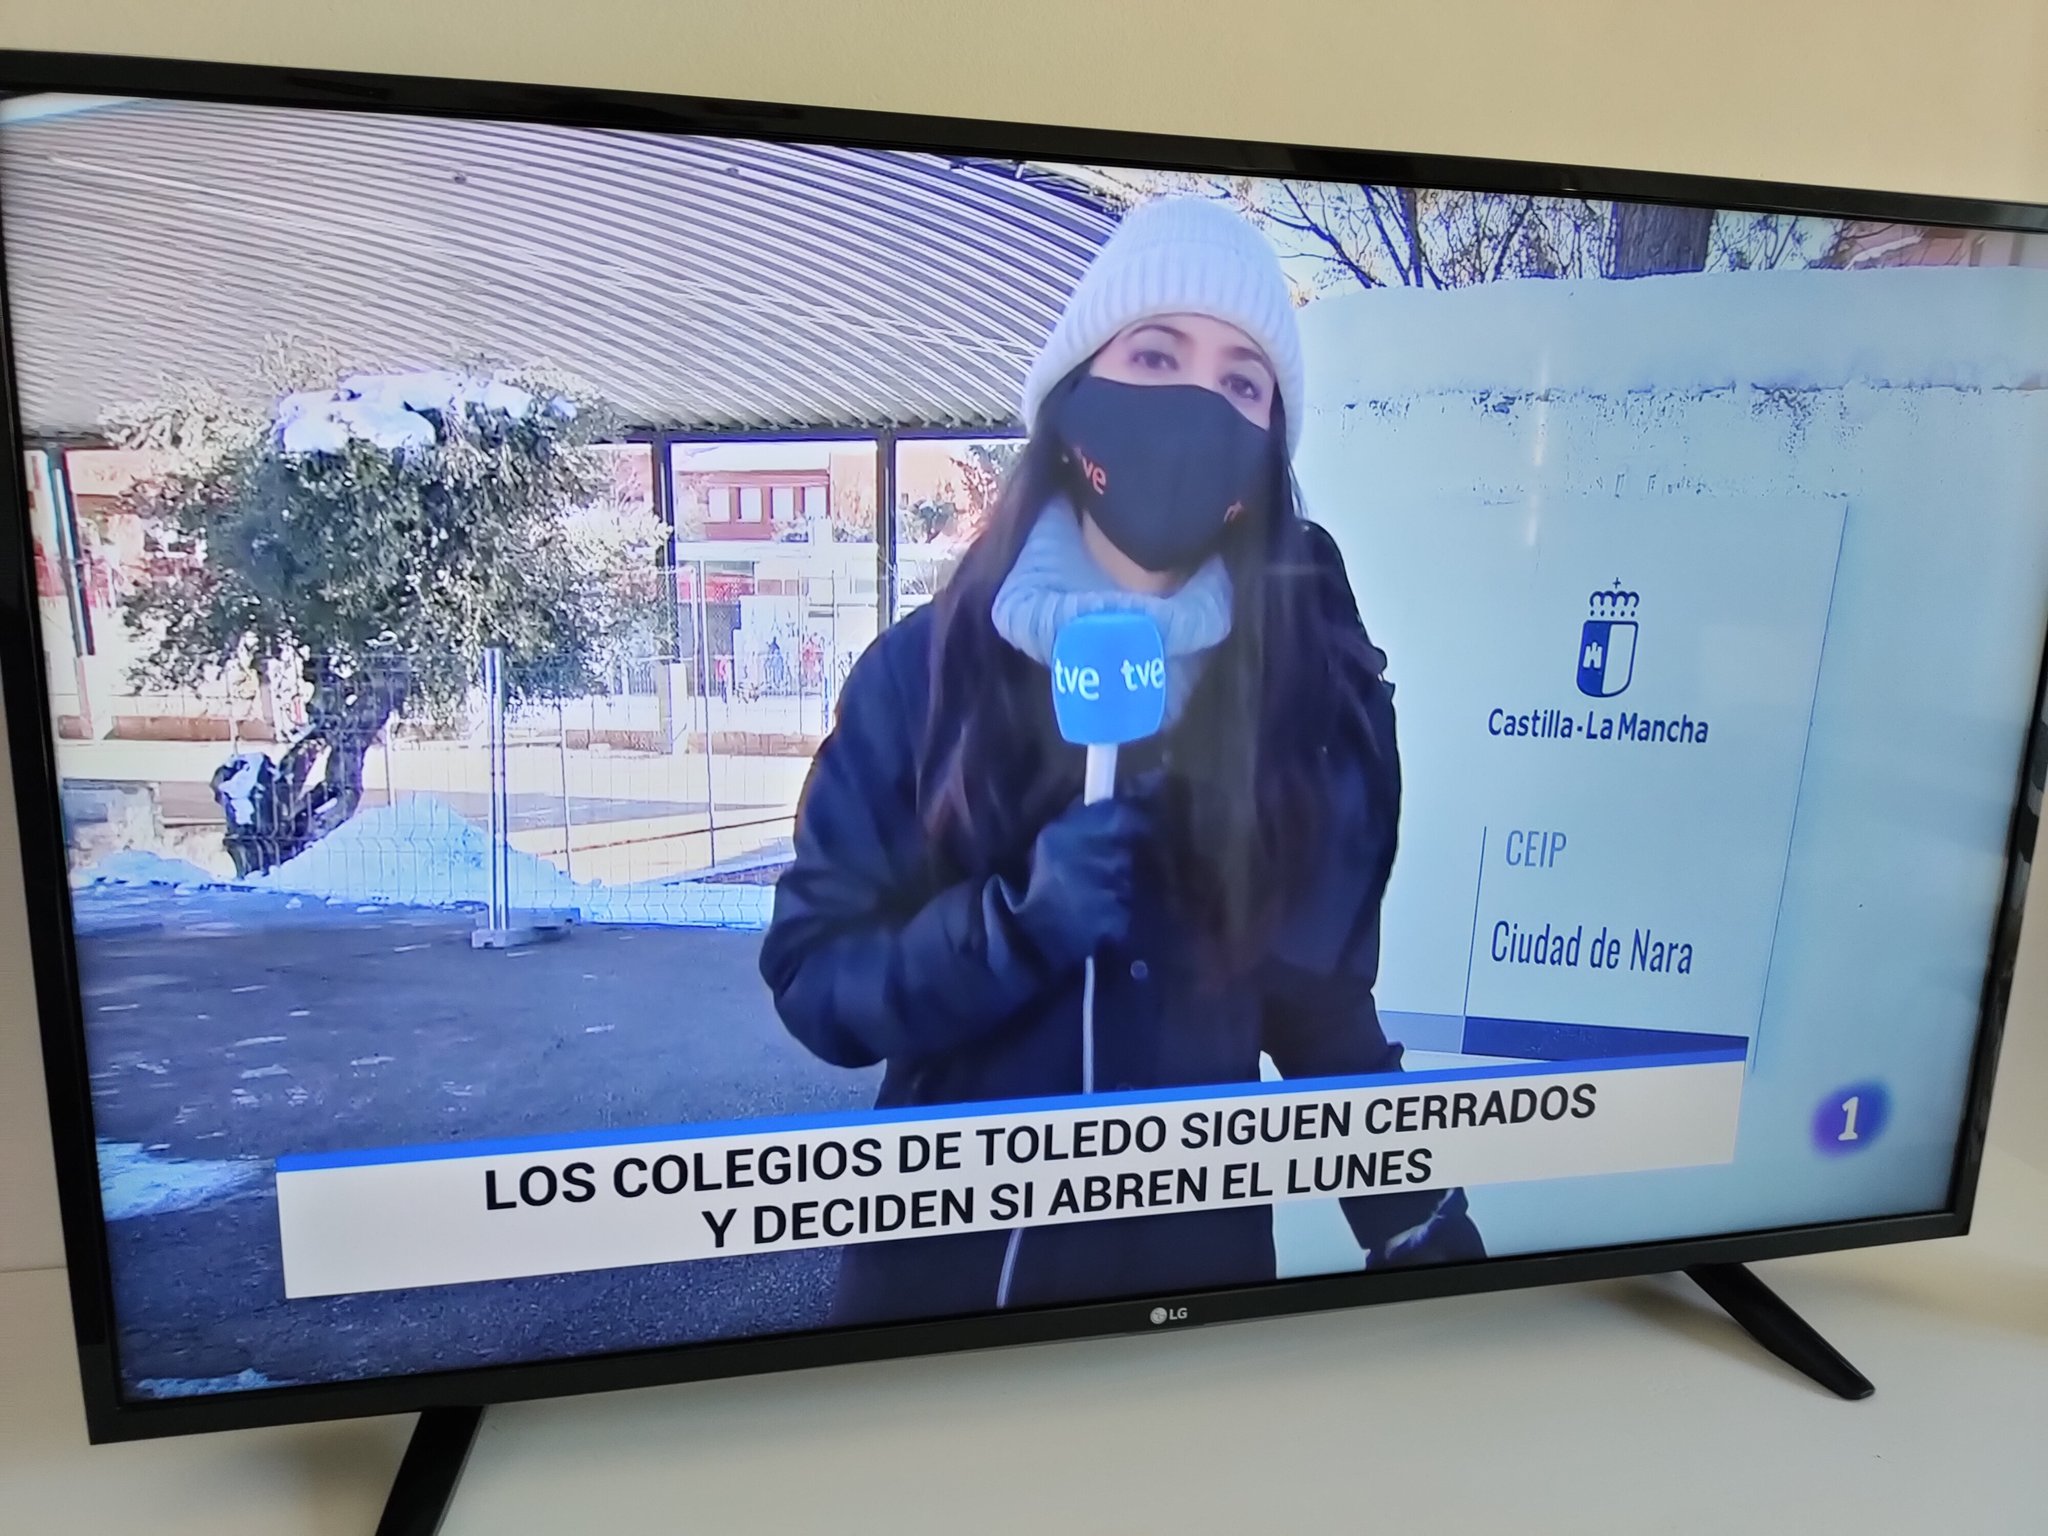 tve
tve tve
Castilla-La Mancha
CEIP
Ciudad de Nara
LOS COLEGIOS DE TOLEDO SIGUEN CERRADOS
Y DECIDEN SI ABREN EL LUNES
1
LG